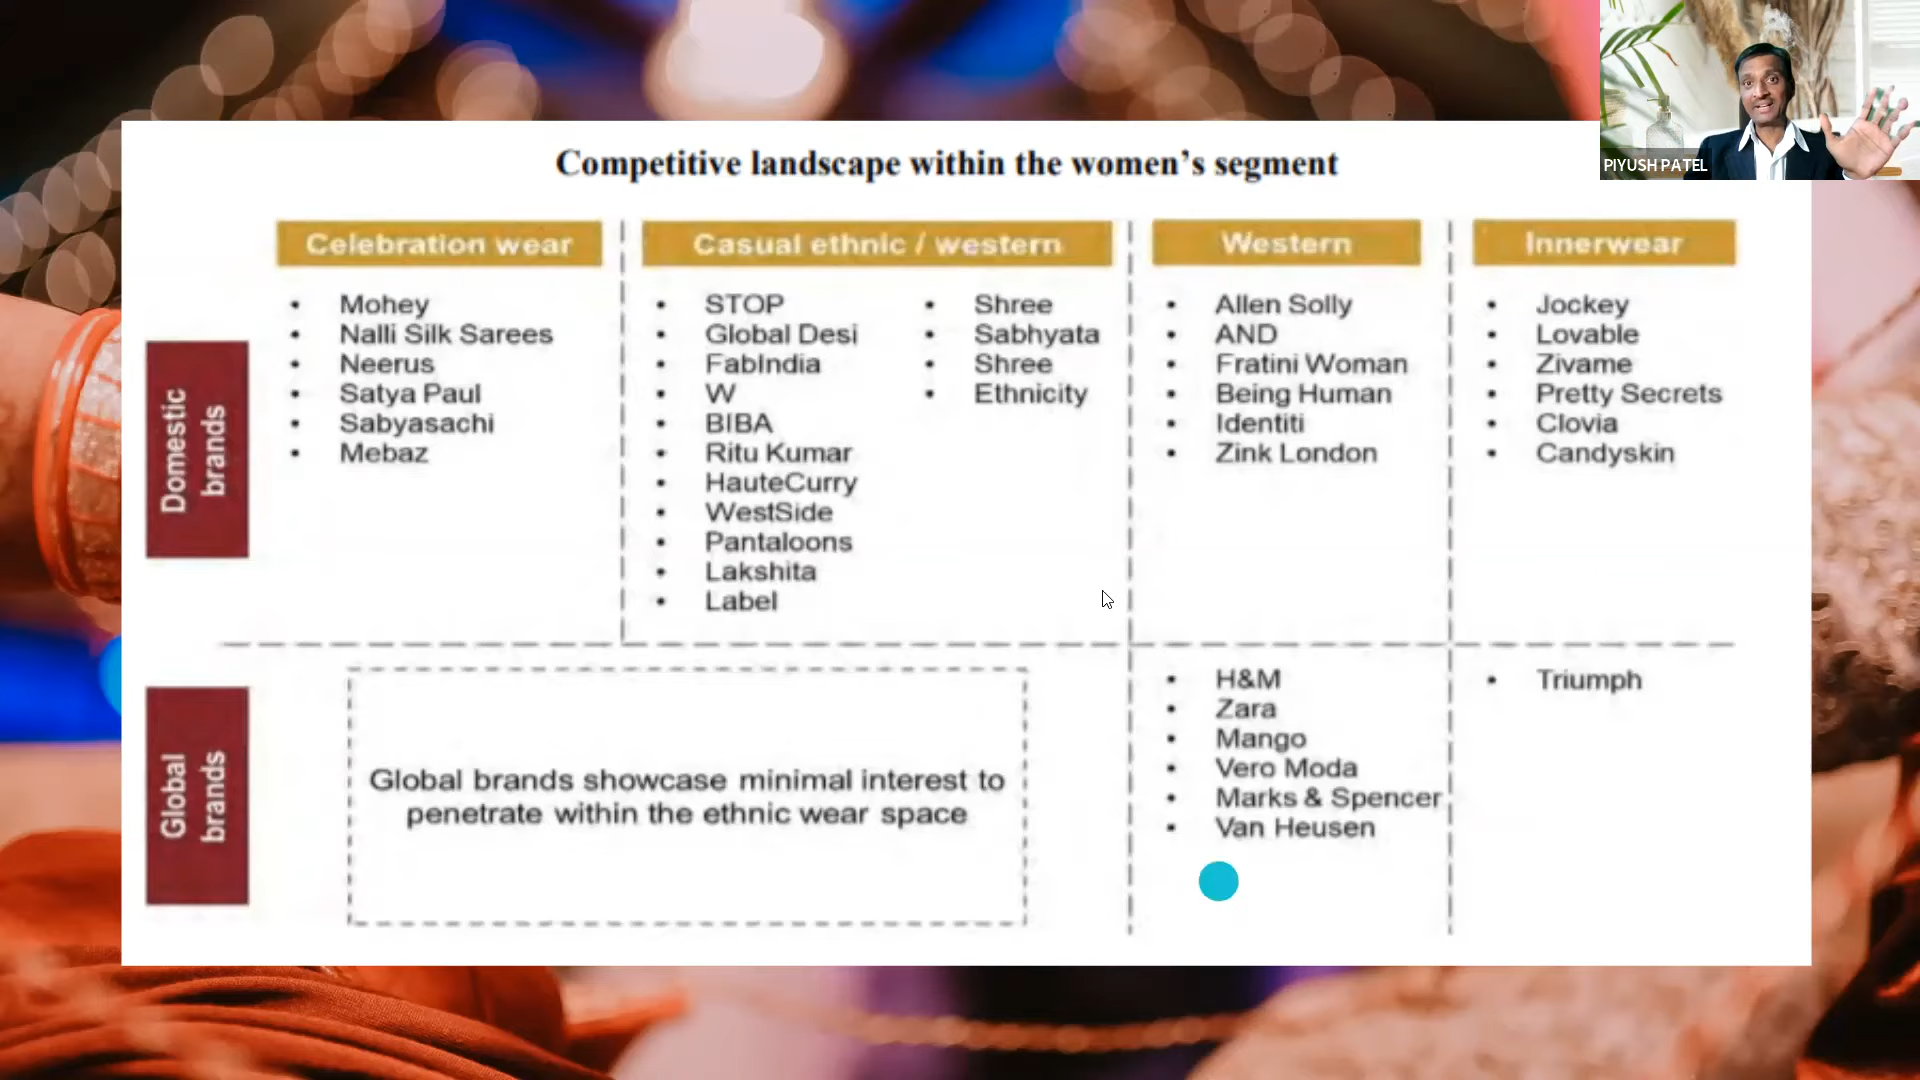 Competitive landscape within the women's segment
PIYUSH PATEL
Celebration wear
Casual ethnic / western
Western
Innerwear
Domestic
brands
• Mohey
• Nalli Silk Sarees
• Neerus
• Satya Paul
• Sabyasachi
• Mebaz
• STOP
• Global Desi
• FabIndia
• W
• BIBA
• Ritu Kumar
• HauteCurry
• WestSide
• Pantaloons
• Lakshita
• Label
• Shree
• Sabhyata
• Shree
• Ethnicity
• Allen Solly
• AND
• Fratini Woman
• Being Human
• Identiti
• Zink London
• Jockey
• Lovable
• Zivame
• Pretty Secrets
• Clovia
• Candyskin
Global
brands
Global brands showcase minimal interest to
penetrate within the ethnic wear space
• H&M
• Zara
• Mango
• Vero Moda
• Marks & Spencer
• Van Heusen
• Triumph